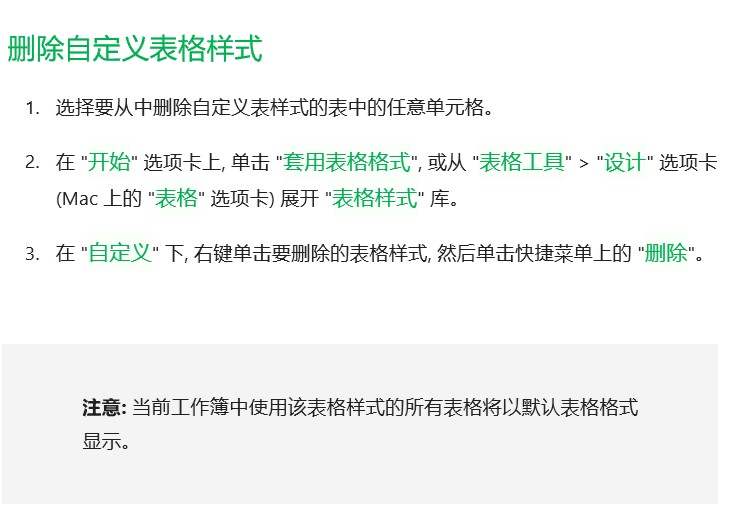 删除自定义表格样式
1. 选择要从中删除自定义表样式的表中的任意单元格。
2. 在 "开始" 选项卡上, 单击 "套用表格格式", 或从 "表格工具" > "设计" 选项卡
(Mac 上的 "表格" 选项卡) 展开 "表格样式" 库。
3. 在 "自定义" 下, 右键单击要删除的表格样式, 然后单击快捷菜单上的 "删除"。
注意: 当前工作簿中使用该表格样式的所有表格将以默认表格格式
显示。